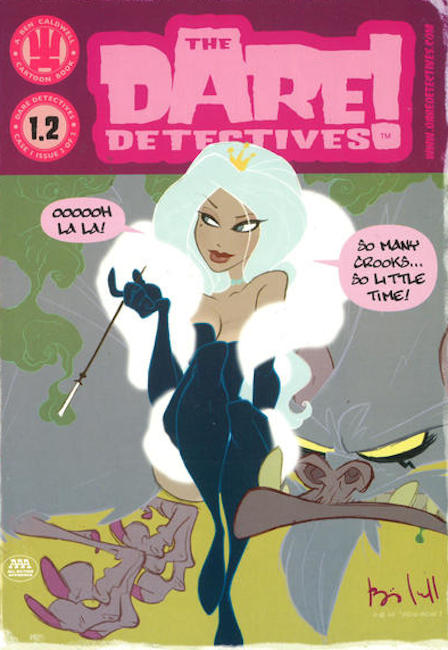 A BEN CALDWELL
CARTOON BOOK
THE
DARE!
DETECTIVES
TM
WWW.DAREDETECTIVES.COM
DARE DETECTIVES
1.2
CASE 1 ISSUE 2 OF 3
OOOOOH
LA LA!
SO MANY
CROOKS...
SO LITTLE
TIME!
AAA